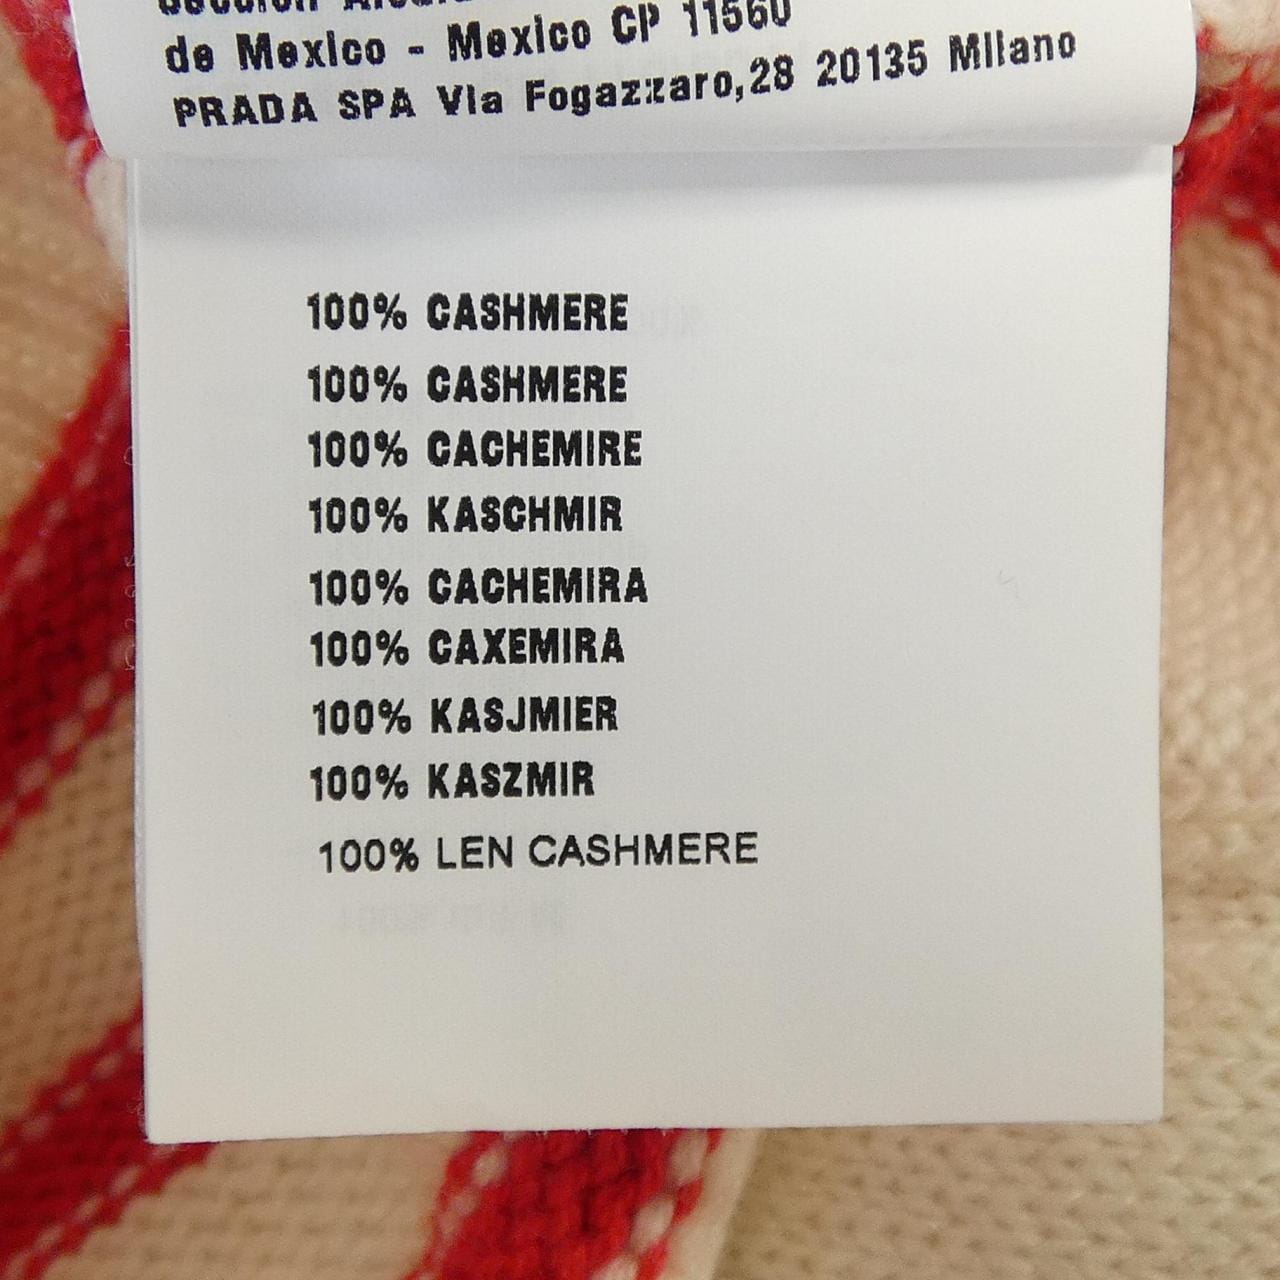 de Mexico - Mexico CP 11560
PRADA SPA Via Fogazzaro,28 20135 Milano
100% CASHMERE
100% CASHMERE
100% CACHEMIRE
100% KASCHMIR
100% CACHEMIRA
100% CAXEMIRA
100% KASJMIER
100% KASZMIR
100% LEN CASHMERE